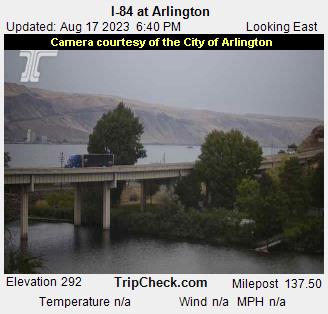 I-84 at Arlington
Updated: Aug 17 2023 6:40 PM Looking East
Camera courtesy of the City of Arlington
Elevation 292 TripCheck.com Milepost 137.50
Temperature n/a Wind n/a MPH n/a